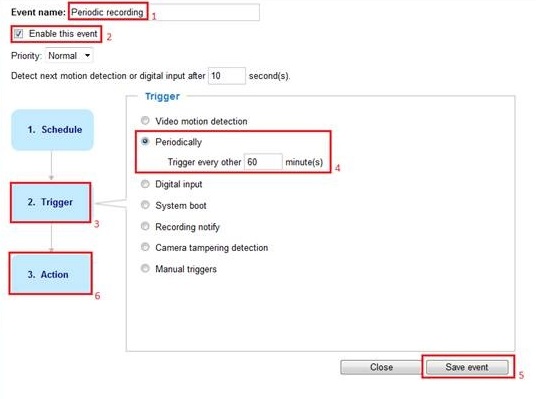 Event name: Periodic recording 1
Enable this event 2
Priority: Normal
Detect next motion detection or digital input after 10 second(s).
Trigger
1. Schedule
Video motion detection
Periodically
Trigger every other 60 minute(s) 4
2. Trigger
3
Digital input
System boot
Recording notify
Camera tampering detection
Manual triggers
3. Action
6
Close
Save event 5